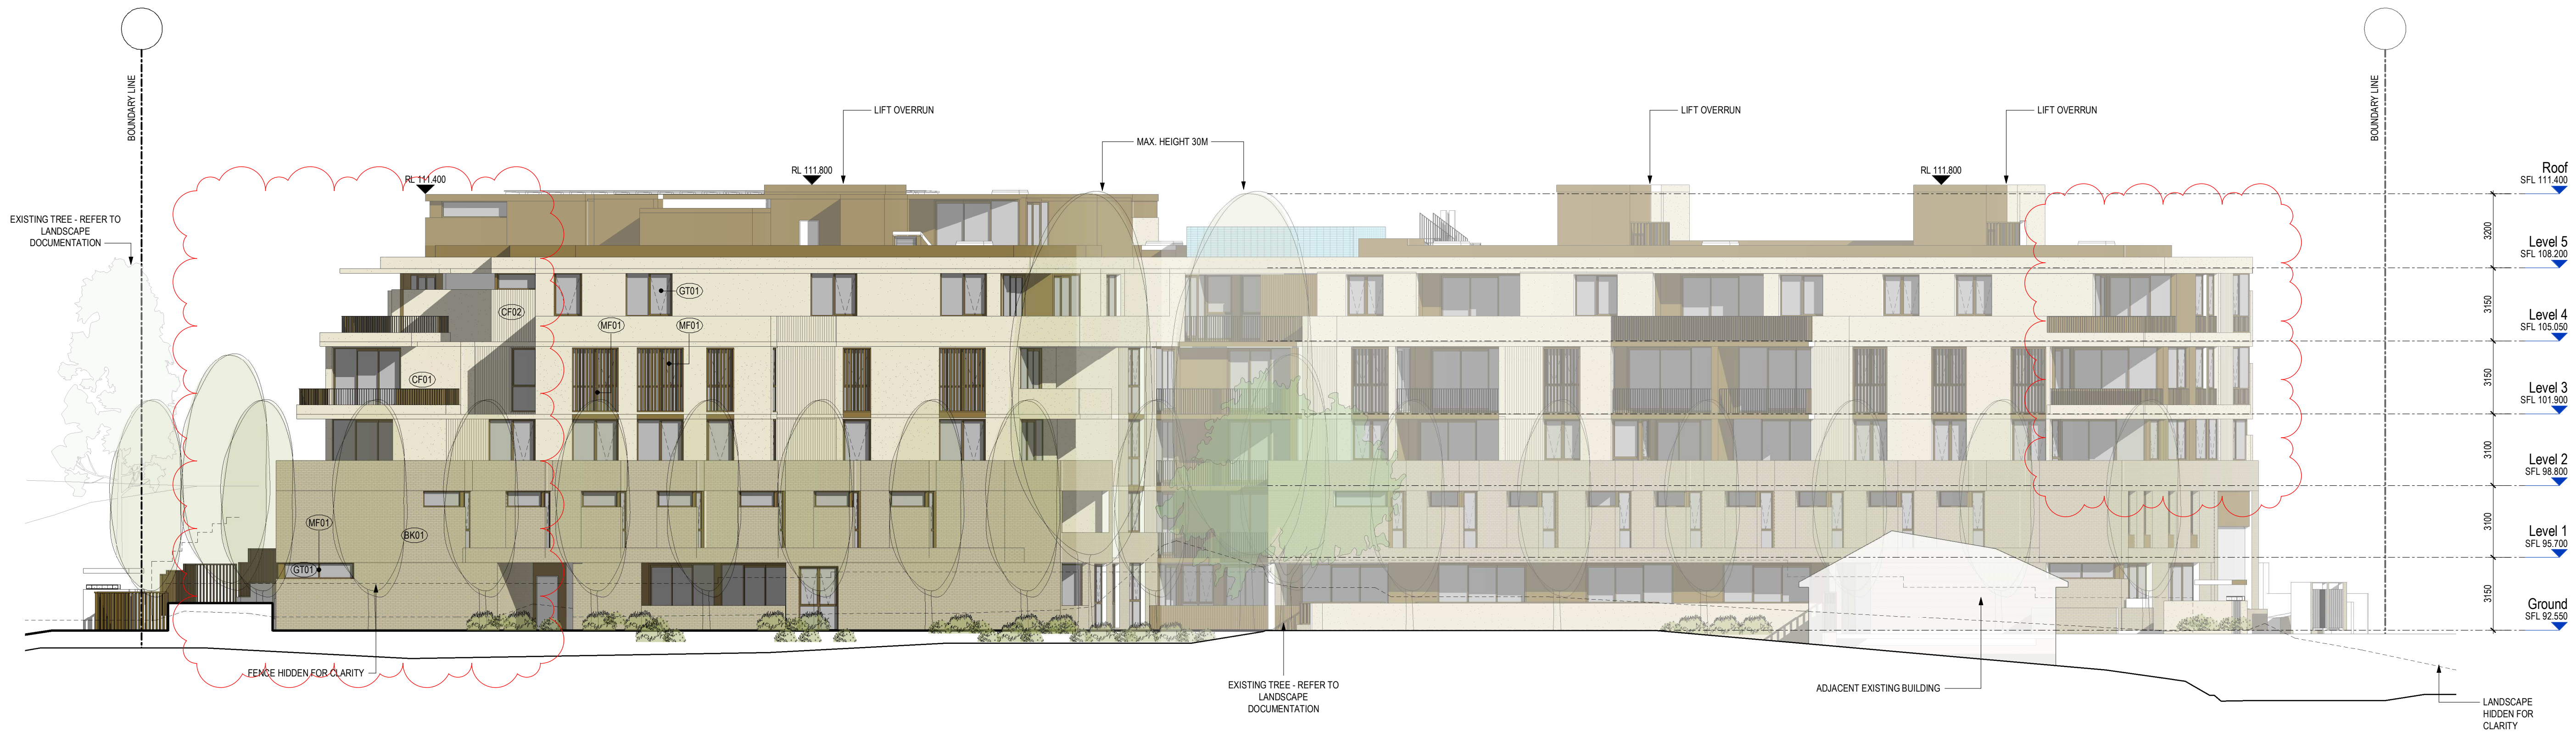 BOUNDARY LINE
BOUNDARY LINE
LIFT OVERRUN
LIFT OVERRUN
LIFT OVERRUN
MAX. HEIGHT 30M
RL 111.400
RL 111.800
RL 111.800
EXISTING TREE - REFER TO
LANDSCAPE
DOCUMENTATION
Roof
SFL 111.400
3200
Level 5
SFL 108.200
3150
Level 4
SFL 105.050
3150
Level 3
SFL 101.900
3100
Level 2
SFL 98.800
3100
Level 1
SFL 95.700
3150
Ground
SFL 92.550
GT01
CF02
MF01
MF01
CF01
MF01
BK01
GT01
FENCE HIDDEN FOR CLARITY
EXISTING TREE - REFER TO
LANDSCAPE
DOCUMENTATION
ADJACENT EXISTING BUILDING
LANDSCAPE
HIDDEN FOR
CLARITY